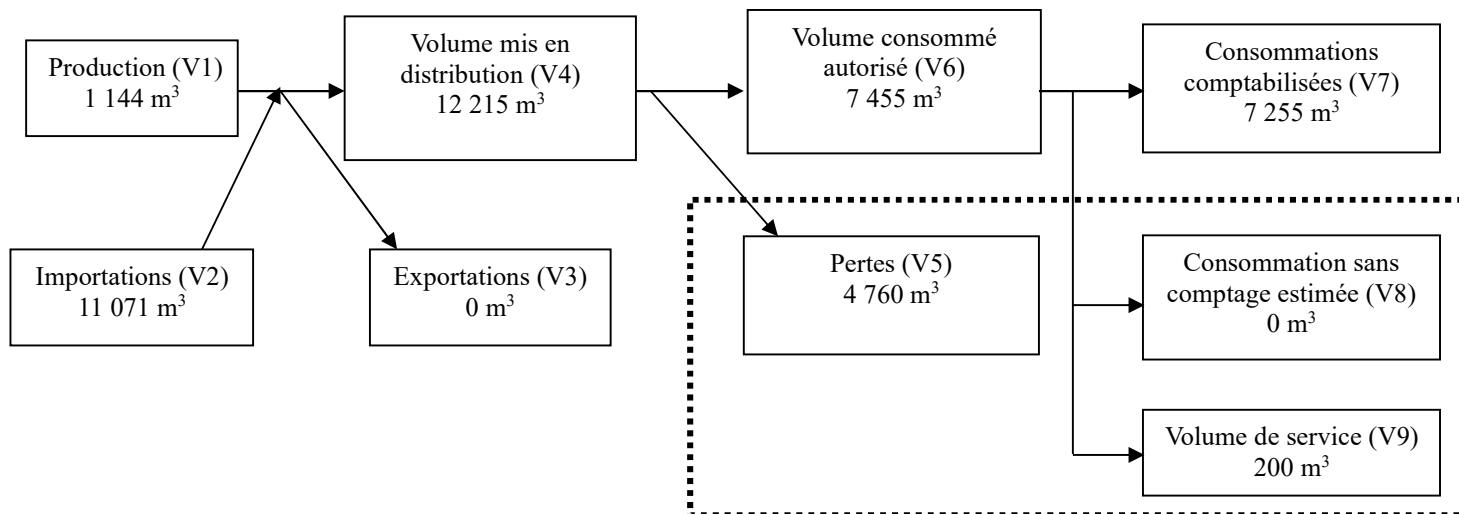 Production (V1)
1 144 m³
Volume mis en
distribution (V4)
12 215 m³
Volume consommé
autorisé (V6)
7 455 m³
Consommations
comptabilisées (V7)
7 255 m³
Importations (V2)
11 071 m³
Exportations (V3)
0 m³
Pertes (V5)
4 760 m³
Consommation sans
comptage estimée (V8)
0 m³
Volume de service (V9)
200 m³